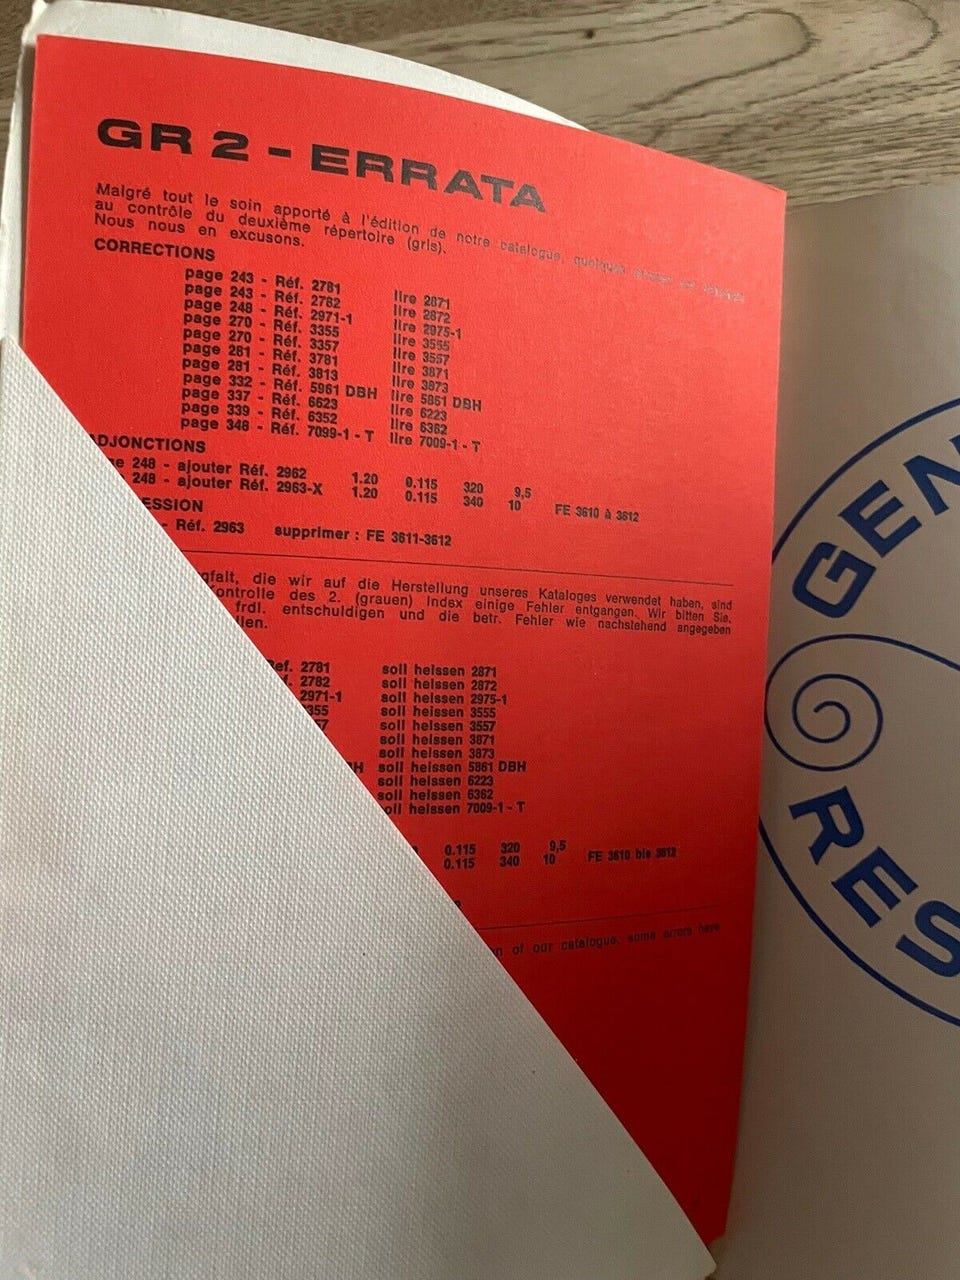 GR 2 - ERRATA
Malgré tout le soin apporté à l'édition de notre catalogue, quelques
au contrôle du deuxième répertoire (gris).
Nous nous en excusons.
CORRECTIONS
page 243 - Réf. 2781 lire 2871
page 243 - Réf. 2782 lire 2872
page 248 - Réf. 2971-1 lire 2975-1
page 270 - Réf. 3355 lire 3555
page 270 - Réf. 3357 lire 3557
page 281 - Réf. 3781 lire 3871
page 281 - Réf. 3813 lire 3873
page 332 - Réf. 5961 DBH lire 5861 DBH
page 337 - Réf. 6623 lire 6223
page 339 - Réf. 6352 lire 6362
page 348 - Réf. 7099-1 - T lire 7009-1 - T
ADJONCTIONS
ge 248 - ajouter Réf. 2962 1.20 0.115 320 9,5
248 - ajouter Réf. 2963-X 1.20 0.115 340 10 FE 3610 à 3612
ESSION
- Réf. 2963 supprimer : FE 3611-3612
gfalt, die wir auf die Herstellung unseres Kataloges verwendet haben, sind
Kontrolle des 2. (grauen) Index einige Fehler entgangen. Wir bitten Sie,
frdl. entschuldigen und die betr. Fehler wie nachstehend angegeben
llen.
Ref. 2781 soll heissen 2871
f. 2782 soll heissen 2872
2971-1 soll heissen 2975-1
355 soll heissen 3555
57 soll heissen 3557
soll heissen 3871
soll heissen 3873
BH soll heissen 5861 DBH
soll heissen 6223
soll heissen 6362
oll heissen 7009-1 - T
0.115 320 9,5
0.115 340 10 FE 3610 bis 3612
n of our catalogue, some errors have
GEN
RES